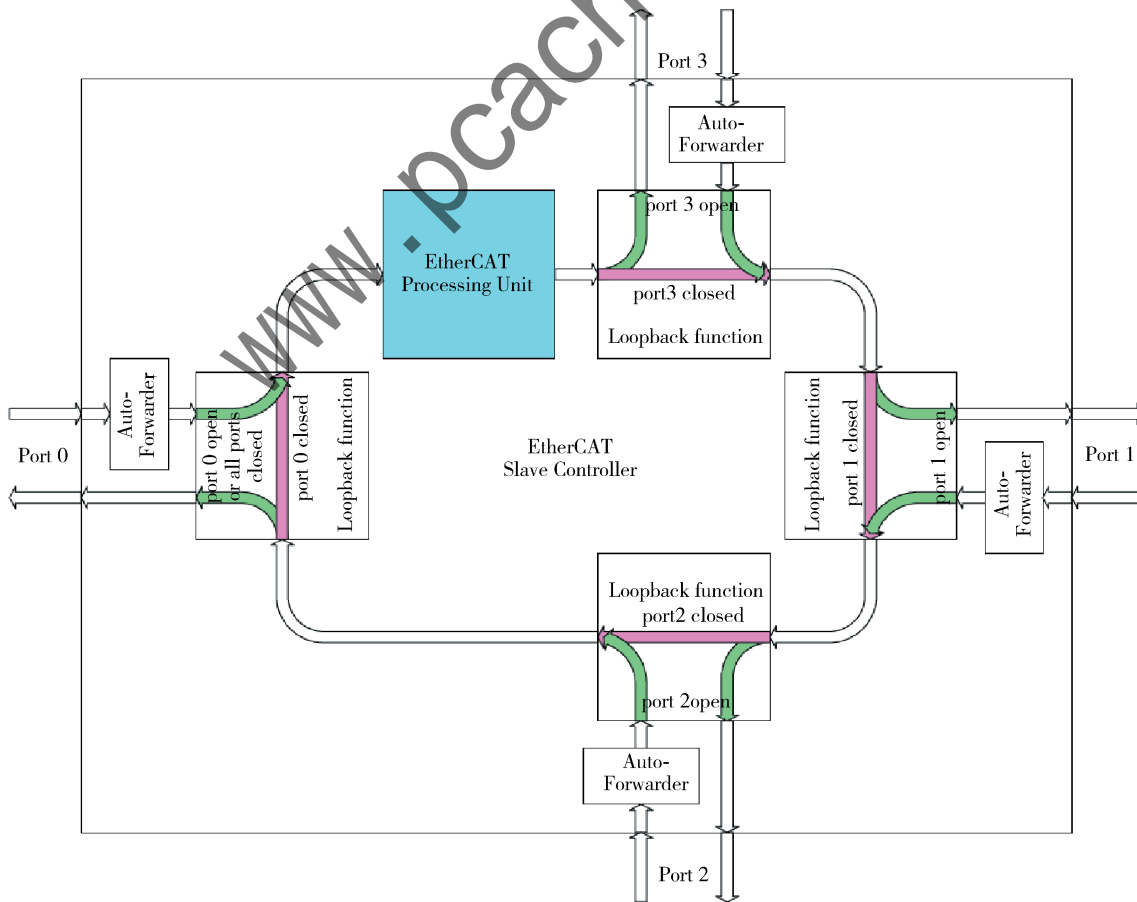 Port 3
Auto-
Forwarder
port 3 open
port3 closed
Loopback function
EtherCAT
Processing Unit
www.pcach
Auto-
Forwarder
Port 0
port 0 open
or all ports
closed
port 0 closed
Loopback function
EtherCAT
Slave Controller
Loopback function
port 1 closed
port 1 open
Auto-
Forwarder
Port 1
Loopback function
port2 closed
port 2open
Auto-
Forwarder
Port 2